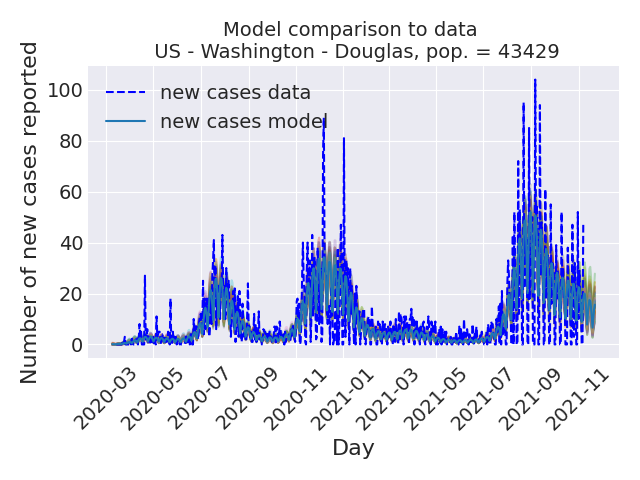 Model comparison to data
US - Washington - Douglas, pop. = 43429
Number of new cases reported
100
80
60
40
20
0
new cases data
new cases model
2020-03
2020-05
2020-07
2020-09
2020-11
2021-01
2021-03
2021-05
2021-07
2021-09
2021-11
Day